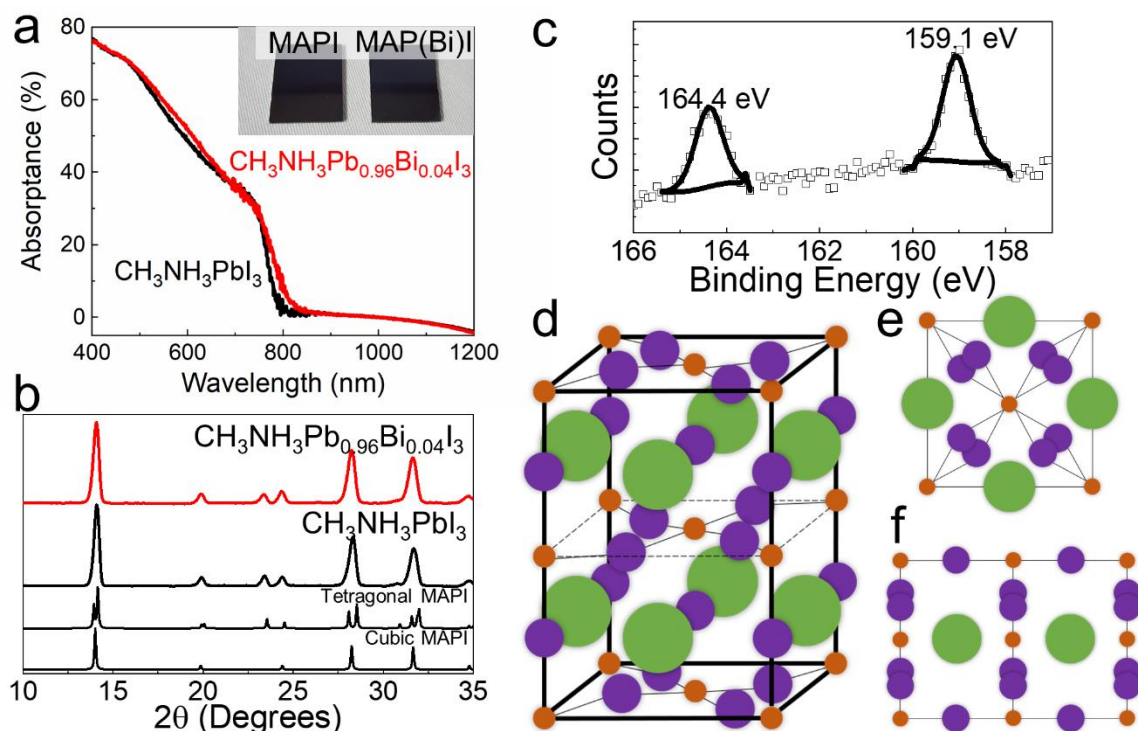 a
80
60
40
20
0
Absorptance (%)
MAPI MAP(Bi)I
CH₃NH₃Pb₀.₉₆Bi₀.₀₄I₃
CH₃NH₃PbI₃
400 600 800 1000 1200
Wavelength (nm)
b
CH₃NH₃Pb₀.₉₆Bi₀.₀₄I₃
CH₃NH₃PbI₃
Tetragonal MAPI
Cubic MAPI
10 15 20 25 30 35
2θ (Degrees)
c
159.1 eV
164.4 eV
Counts
166 164 162 160 158
Binding Energy (eV)
d
e
f